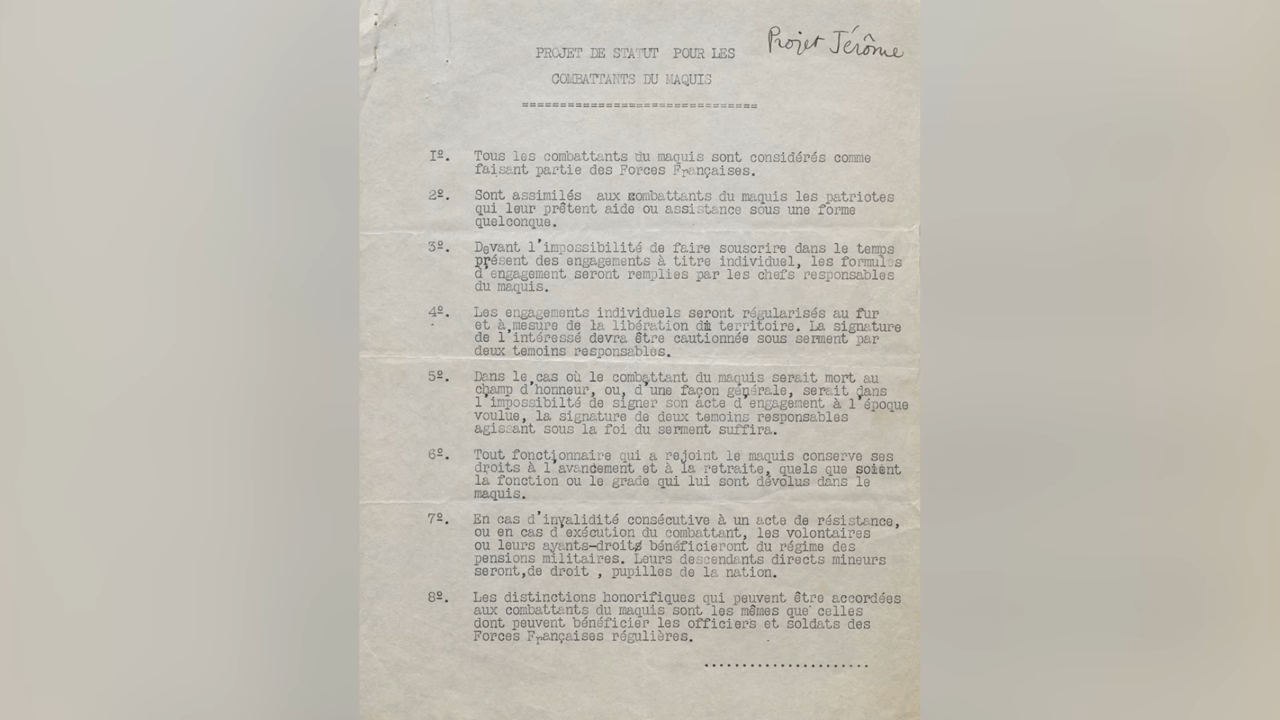 Projet Jérôme
PROJET DE STATUT POUR LES
COMBATTANTS DU MAQUIS
===============================
1º. Tous les combattants du maquis sont considérés comme
faisant partie des Forces Françaises.
2º. Sont assimilés aux combattants du maquis les patriotes
qui leur prêtent aide ou assistance sous une forme
quelconque.
3º. Devant l'impossibilité de faire souscrire dans le temps
présent des engagements à titre individuel, les formules
d'engagement seront remplies par les chefs responsables
du maquis.
4º. Les engagements individuels seront régularisés au fur
et à mesure de la libération du territoire. La signature
de l'intéressé devra être cautionnée sous serment par
deux temoins responsables.
5º. Dans le cas où le combattant du maquis serait mort au
champ d'honneur, ou, d'une façon générale, serait dans
l'impossibilté de signer son acte d'engagement à l'époque
voulue, la signature de deux temoins responsables
agissant sous la foi du serment suffira.
6º. Tout fonctionnaire qui a rejoint le maquis conserve ses
droits à l'avancement et à la retraite, quels que soient
la fonction ou le grade qui lui sont dévolus dans le
maquis.
7º. En cas d'invalidité consécutive à un acte de résistance,
ou en cas d'exécution du combattant, les volontaires
ou leurs ayants-droits bénéficieront du régime des
pensions militaires. Leurs descendants directs mineurs
seront,de droit , pupilles de la nation.
8º. Les distinctions honorifiques qui peuvent être accordées
aux combattants du maquis sont les mêmes que celles
dont peuvent bénéficier les officiers et soldats des
Forces Françaises régulières.
......................